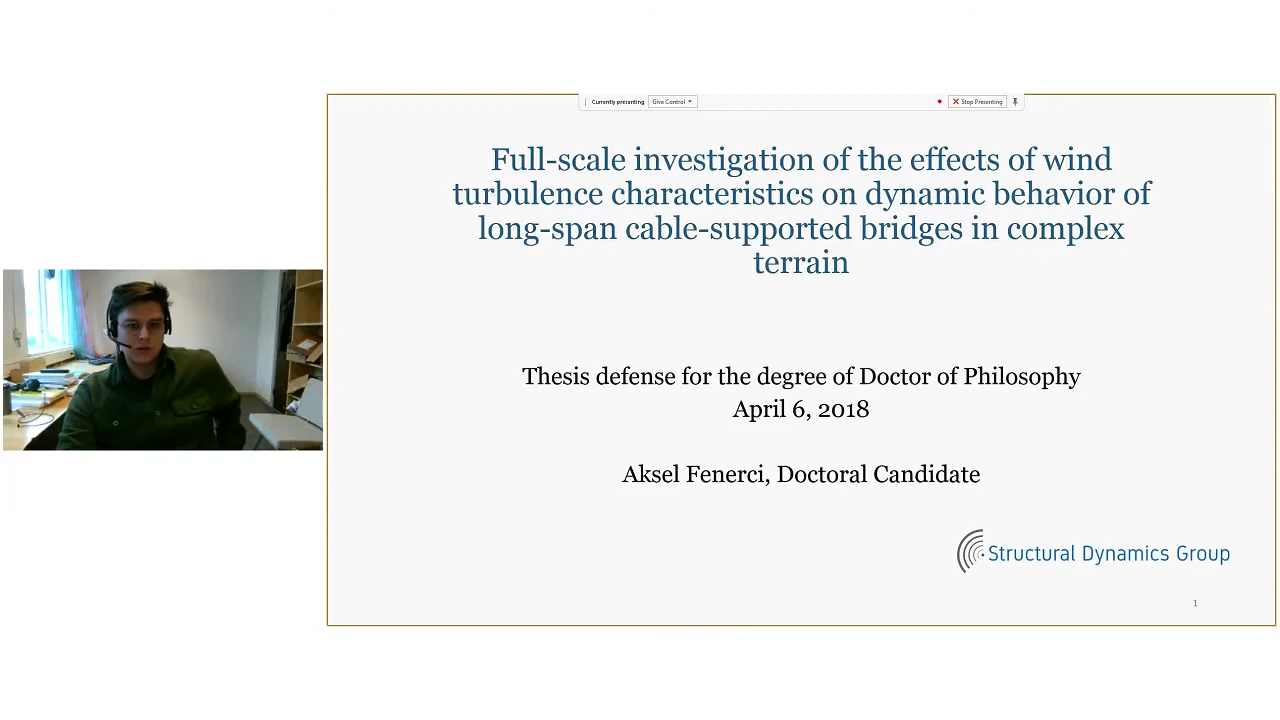 Currently presenting Give Control Stop Presenting
Full-scale investigation of the effects of wind
turbulence characteristics on dynamic behavior of
long-span cable-supported bridges in complex
terrain
Thesis defense for the degree of Doctor of Philosophy
April 6, 2018
Aksel Fenerci, Doctoral Candidate
Structural Dynamics Group
1